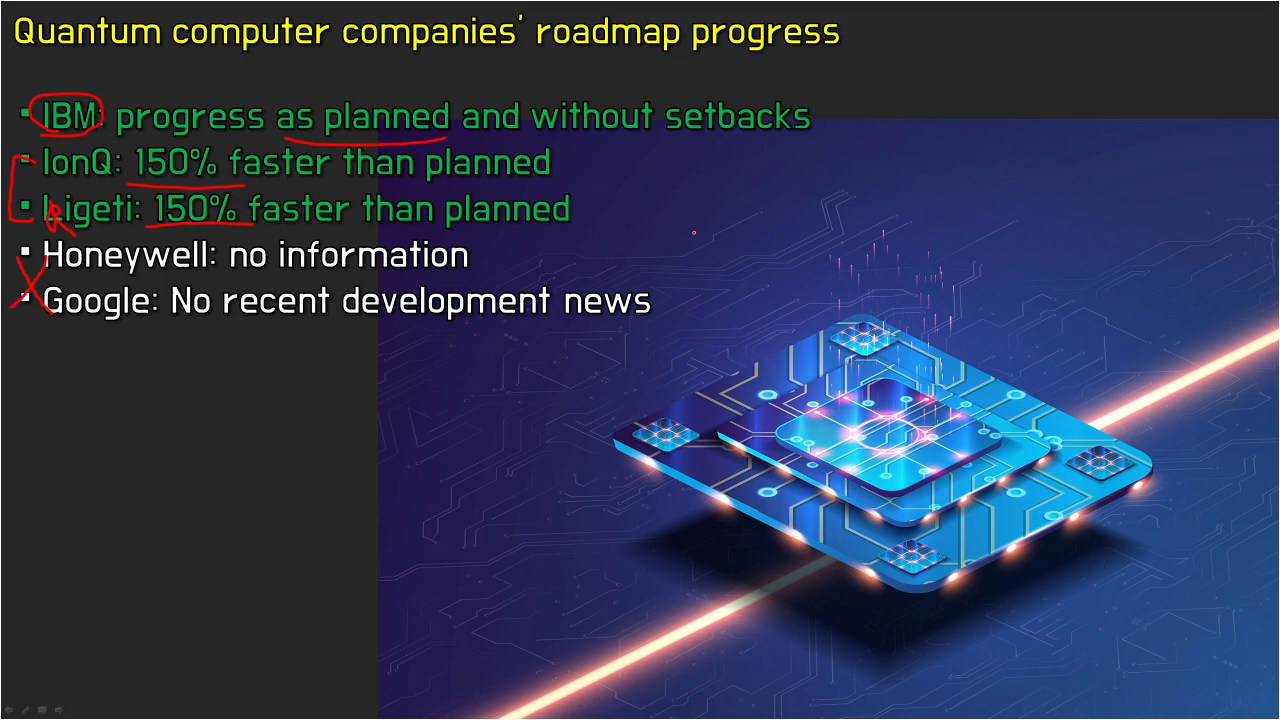 Quantum computer companies' roadmap progress
▪ IBM: progress as planned and without setbacks
▪ IonQ: 150% faster than planned
▪ Ligeti: 150% faster than planned
R
▪ Honeywell: no information
▪ Google: No recent development news